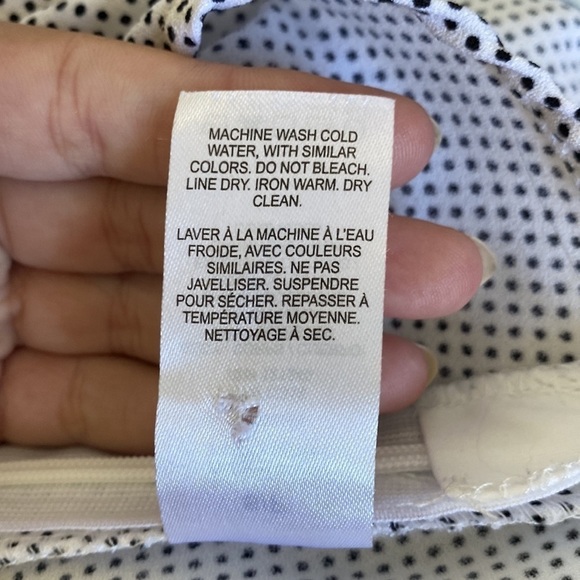 MACHINE WASH COLD
WATER, WITH SIMILAR
COLORS. DO NOT BLEACH.
LINE DRY. IRON WARM. DRY
CLEAN.
LAVER À LA MACHINE À L'EAU
FROIDE, AVEC COULEURS
SIMILAIRES. NE PAS
JAVELLISER. SUSPENDRE
POUR SÉCHER. REPASSER À
TEMPÉRATURE MOYENNE.
NETTOYAGE À SEC.